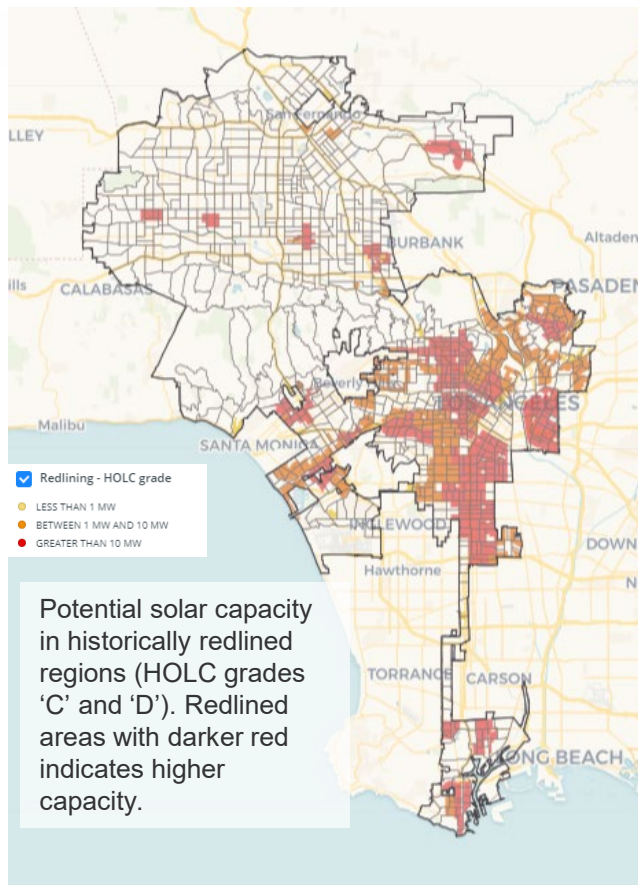 San Fernando
LLEY
BURBANK
Altaden
PASADEN
ills
CALABASAS
Beverly
LOS ANGELES
Malibu
SANTA MONICA
Redlining - HOLC grade
LESS THAN 1 MW
BETWEEN 1 MW AND 10 MW
GREATER THAN 10 MW
INGLEWOOD
DOWN
Hawthorne
N
Potential solar capacity
in historically redlined
regions (HOLC grades
‘C’ and ‘D’). Redlined
areas with darker red
indicates higher
capacity.
TORRANCE
CARSON
LONG BEACH